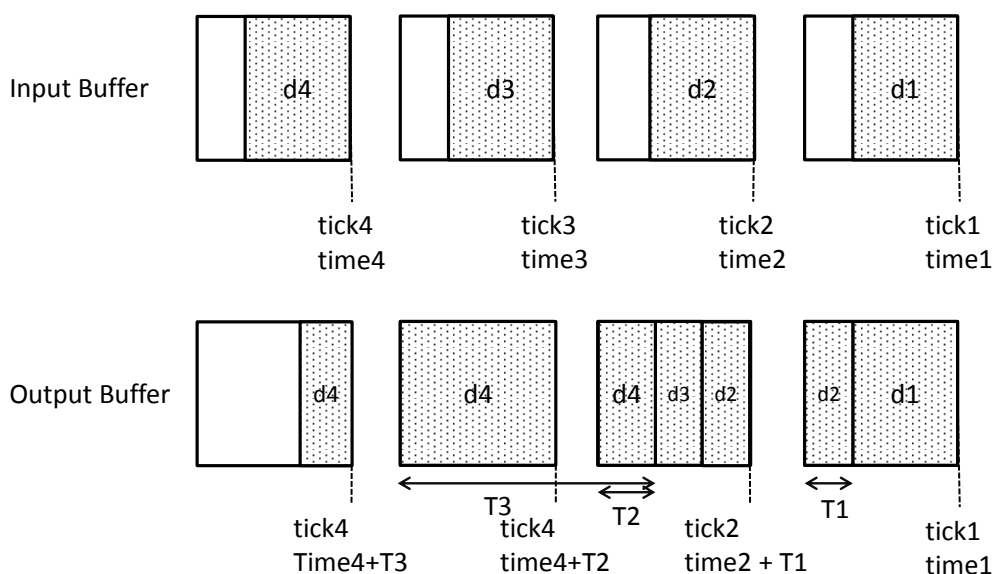 Input Buffer
d4
d3
d2
d1
tick4
time4
tick3
time3
tick2
time2
tick1
time1
Output Buffer
d4
d4
d4
d3
d2
d2
d1
T3
T2
T1
tick4
Time4+T3
tick4
time4+T2
tick2
time2 + T1
tick1
time1